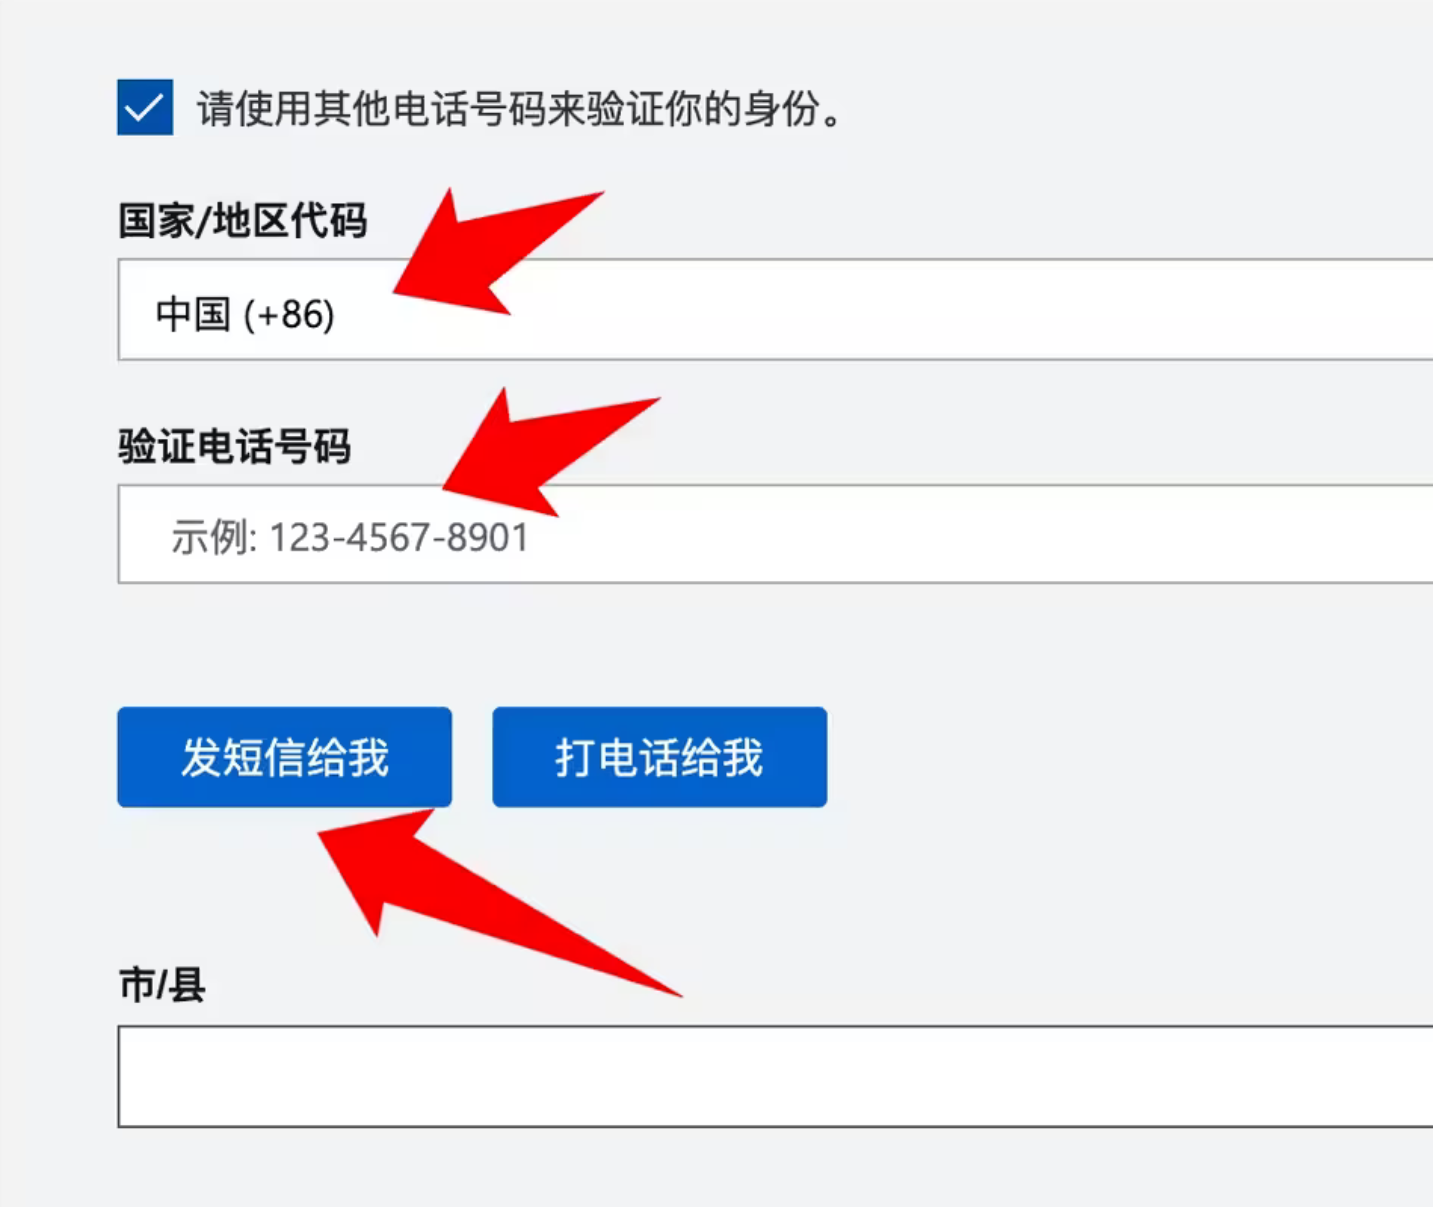 请使用其他电话号码来验证你的身份。
国家/地区代码
中国 (+86)
验证电话号码
示例: 123-4567-8901
发短信给我
打电话给我
市/县